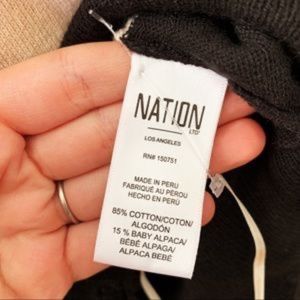 NATION
LTD
LOS ANGELES
RN# 150751
MADE IN PERU
FABRIQUÉ AU PÉROU
HECHO EN PERÚ
85% COTTON/COTON/
ALGODÓN
15 % BABY ALPACA/
BÉBÉ ALPAGA/
ALPACA BEBÉ